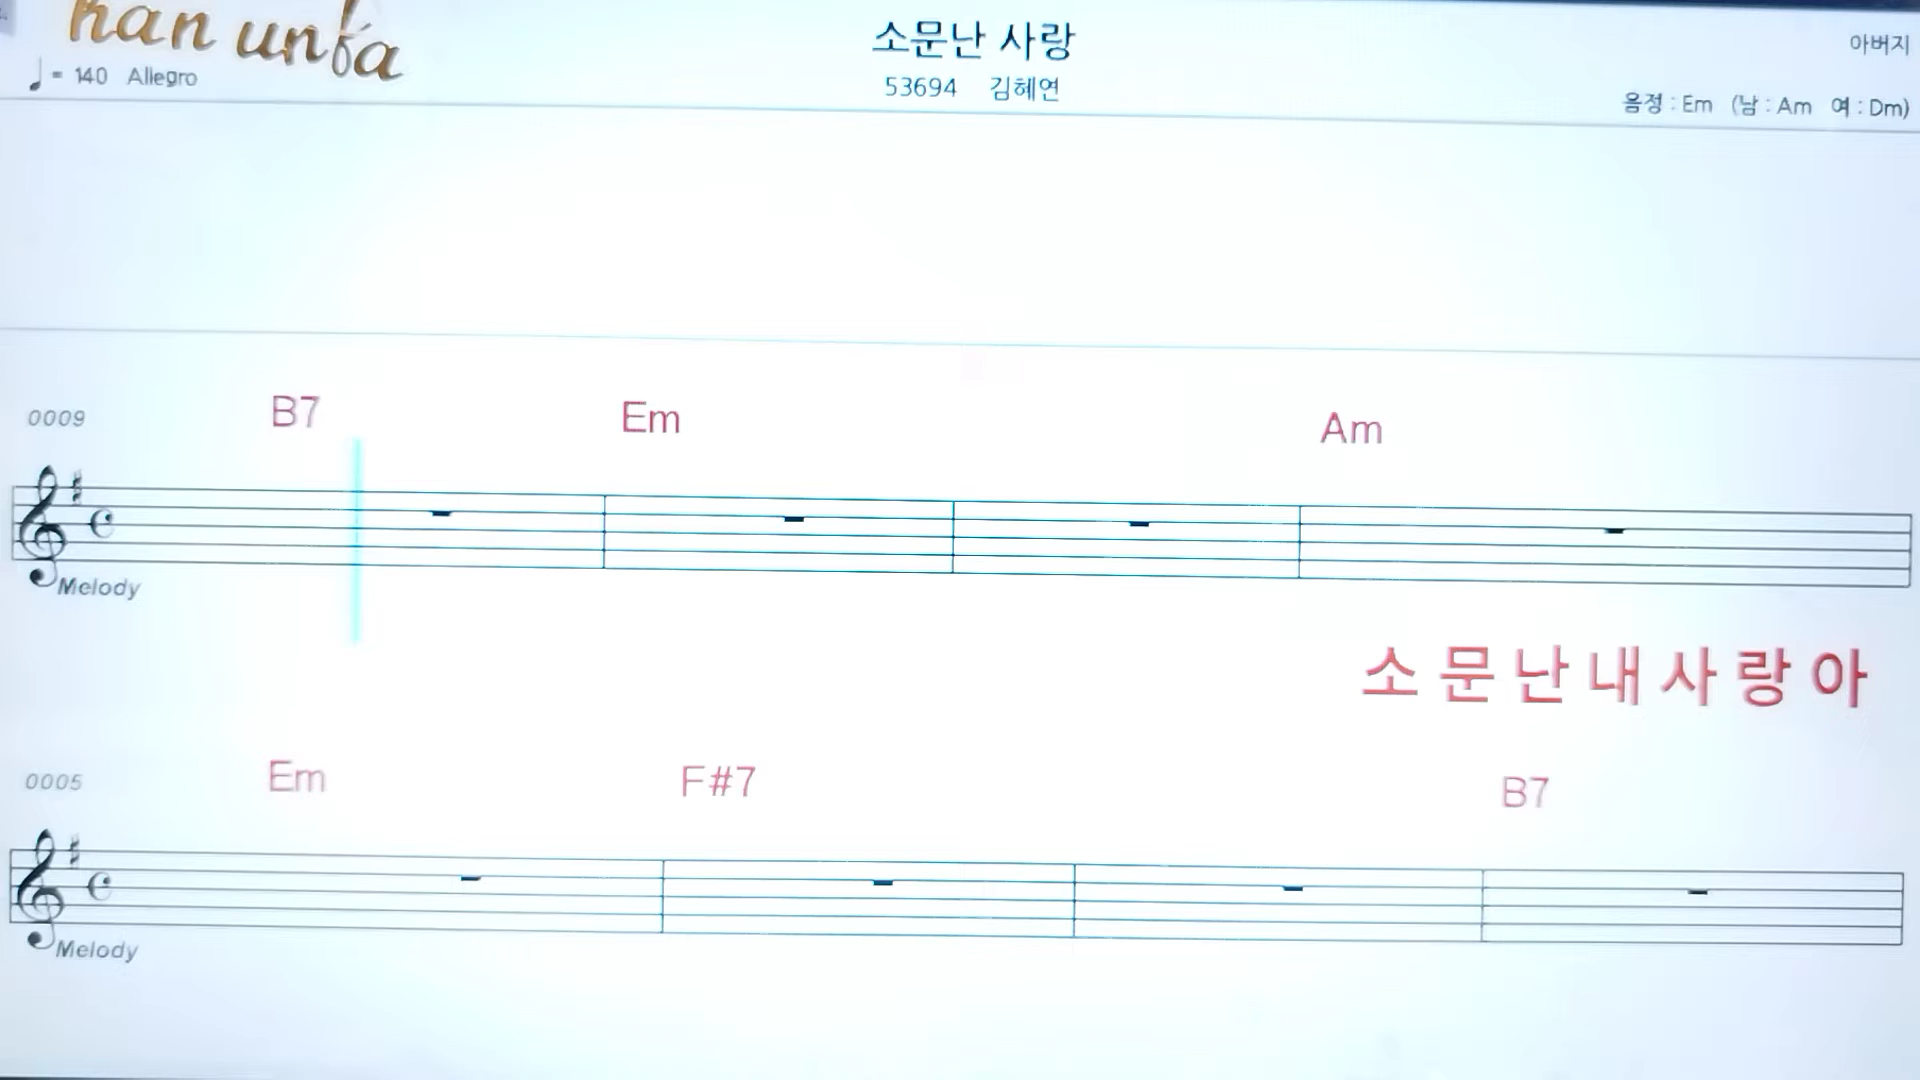 han unfa
소문난 사랑
아버지
♩= 140 Allegro
53694 김혜연
음정 : Em (남 : Am 여 : Dm)
0009 B7 Em Am
Melody
소 문 난 내 사 랑 아
0005 Em F#7 B7
Melody